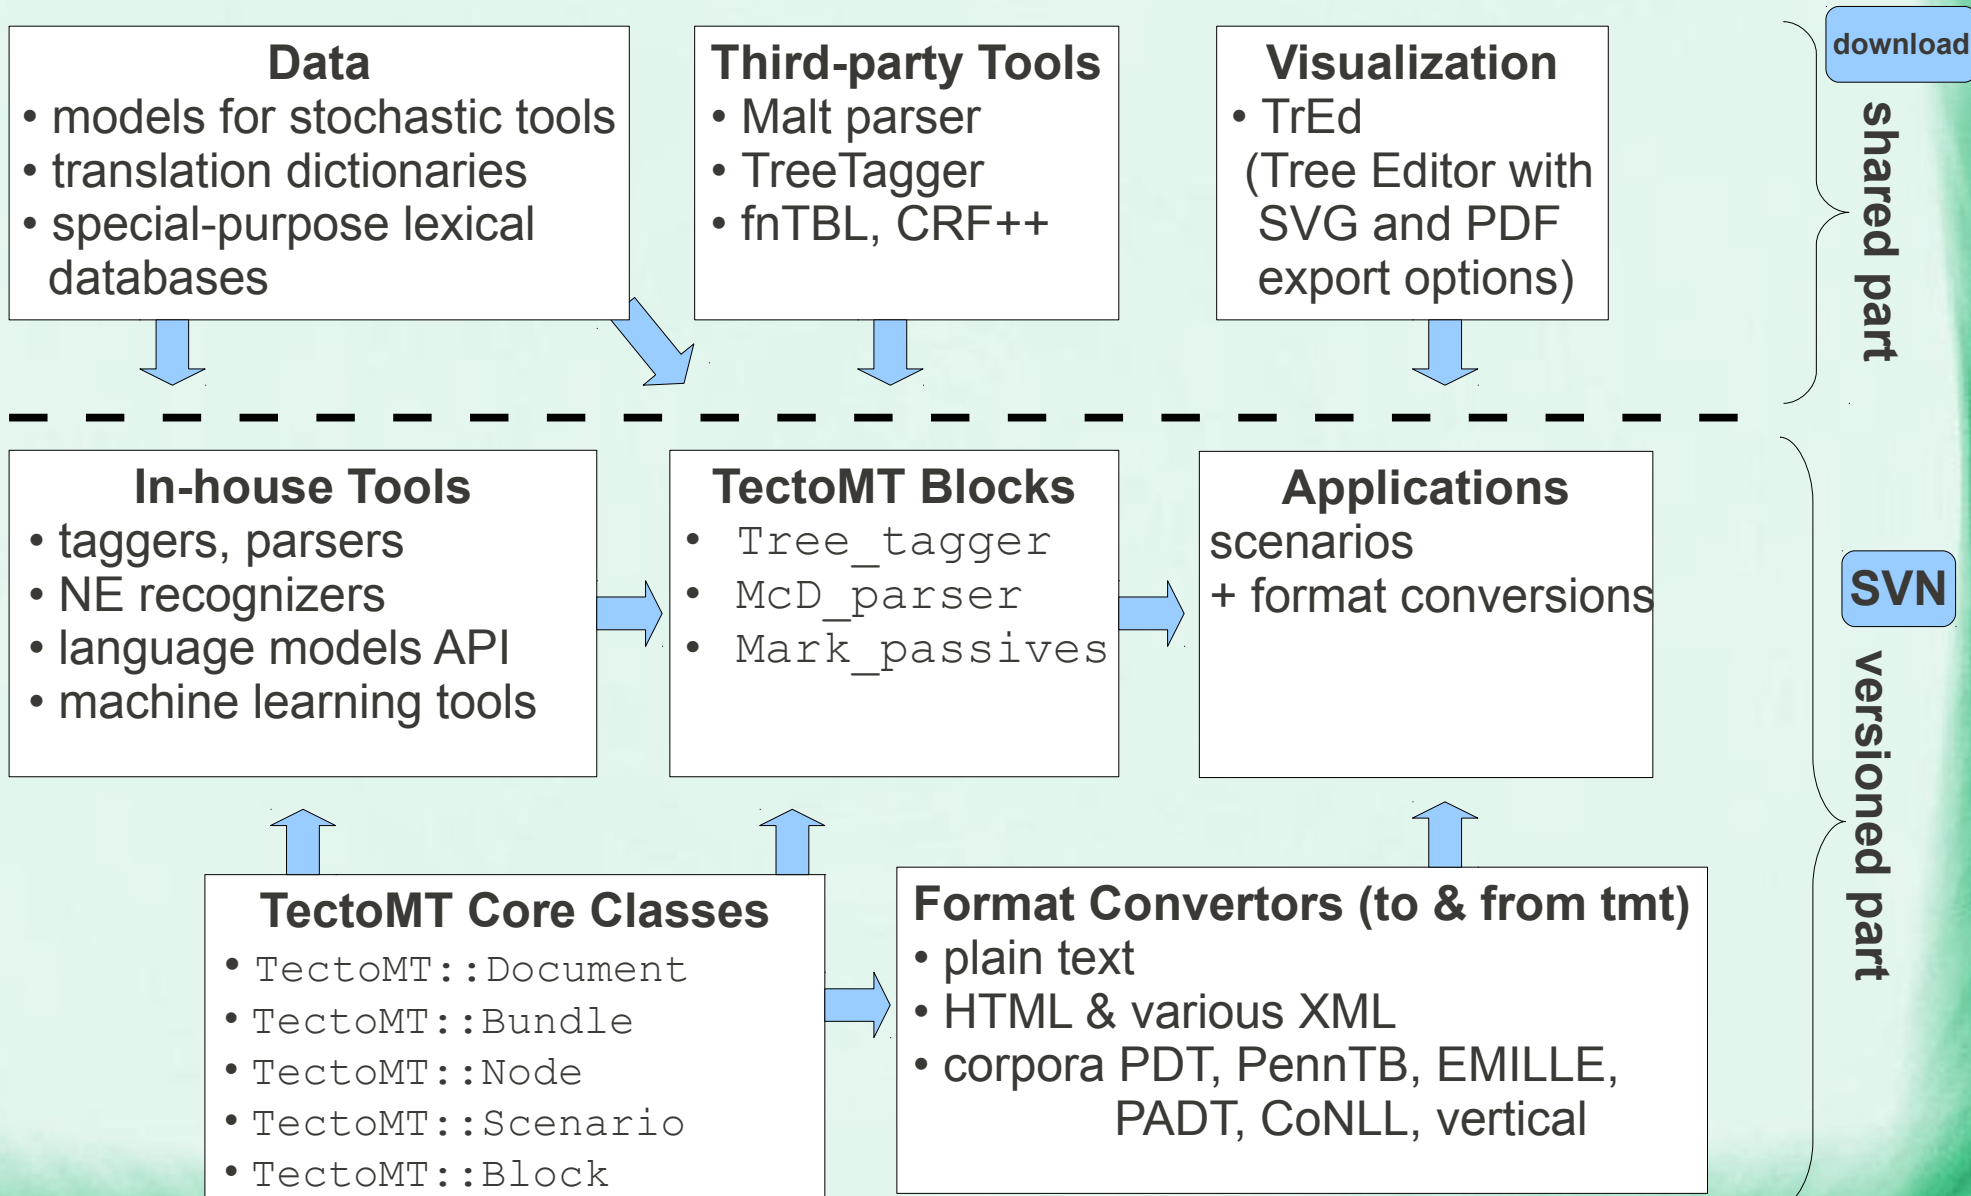 Data
• models for stochastic tools
• translation dictionaries
• special-purpose lexical
databases
Third-party Tools
• Malt parser
• TreeTagger
• fnTBL, CRF++
Visualization
• TrEd
(Tree Editor with
SVG and PDF
export options)
download
shared part
In-house Tools
• taggers, parsers
• NE recognizers
• language models API
• machine learning tools
TectoMT Blocks
• Tree_tagger
• McD_parser
• Mark_passives
Applications
scenarios
+ format conversions
SVN
versioned part
TectoMT Core Classes
• TectoMT::Document
• TectoMT::Bundle
• TectoMT::Node
• TectoMT::Scenario
• TectoMT::Block
Format Convertors (to & from tmt)
• plain text
• HTML & various XML
• corpora PDT, PennTB, EMILLE,
PADT, CoNLL, vertical